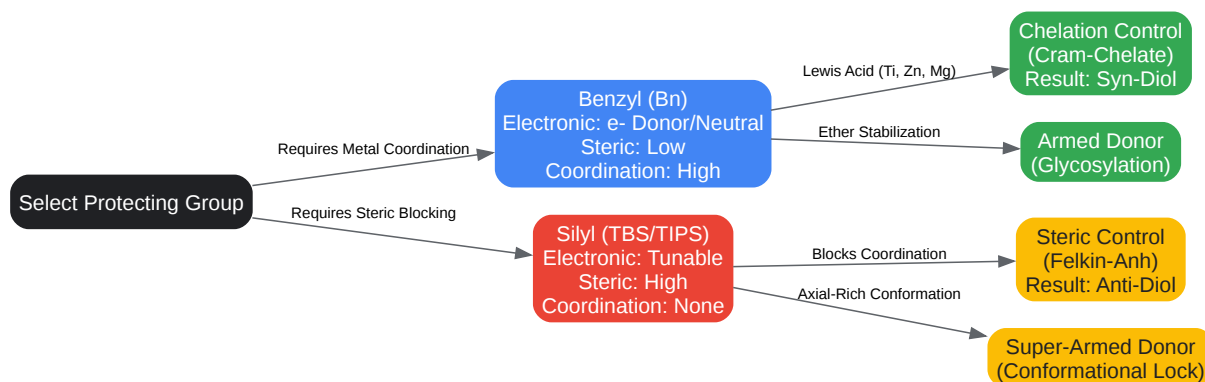 Select Protecting Group
Requires Metal Coordination
Requires Steric Blocking
Benzyl (Bn)
Electronic: e- Donor/Neutral
Steric: Low
Coordination: High
Silyl (TBS/TIPS)
Electronic: Tunable
Steric: High
Coordination: None
Lewis Acid (Ti, Zn, Mg)
Ether Stabilization
Blocks Coordination
Axial-Rich Conformation
Chelation Control
(Cram-Chelate)
Result: Syn-Diol
Armed Donor
(Glycosylation)
Steric Control
(Felkin-Anh)
Result: Anti-Diol
Super-Armed Donor
(Conformational Lock)